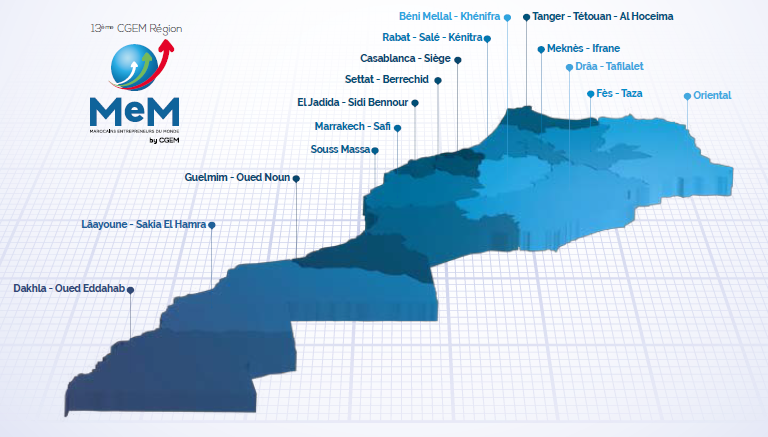 13ème CGEM Région
MeM
MAROCAINS ENTREPRENEURS DU MONDE
by CGEM
Béni Mellal - Khénifra
Tanger - Tétouan - Al Hoceima
Rabat - Salé - Kénitra
Meknès - Ifrane
Casablanca - Siège
Drâa - Tafilalet
Settat - Berrechid
Fès - Taza
Oriental
El Jadida - Sidi Bennour
Marrakech - Safi
Souss Massa
Guelmim - Oued Noun
Lâayoune - Sakia El Hamra
Dakhla - Oued Eddahab